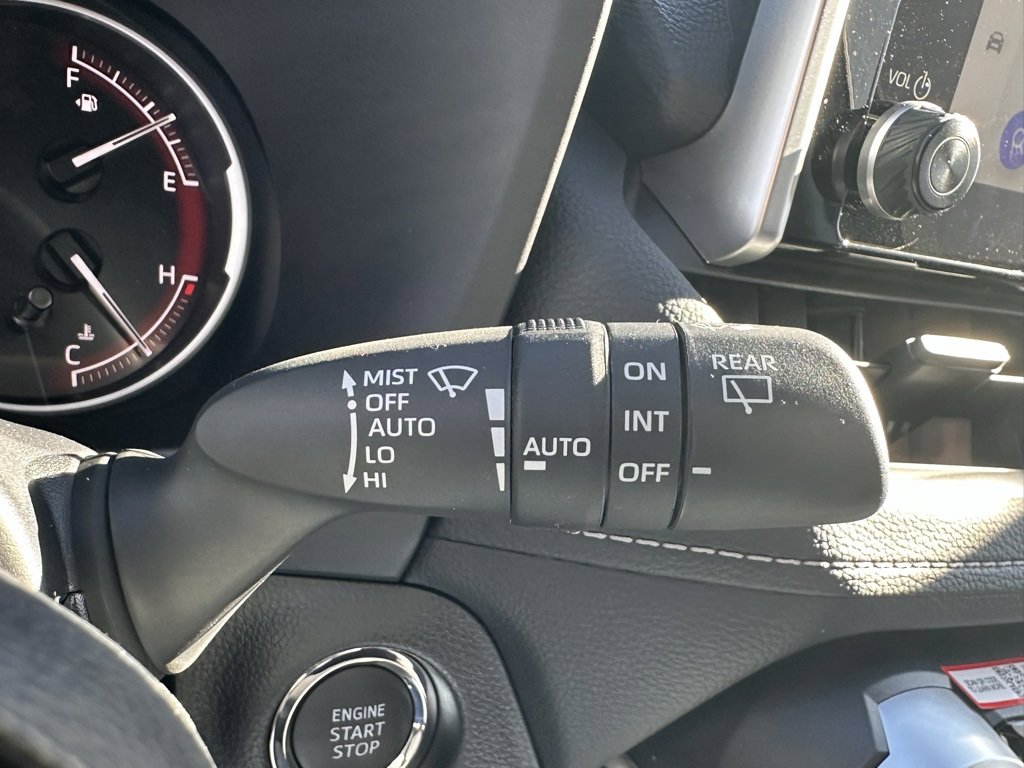 F
E
H
C
VOL
MIST
OFF
AUTO
LO
HI
AUTO
ON
INT
OFF
REAR
ENGINE
START
STOP